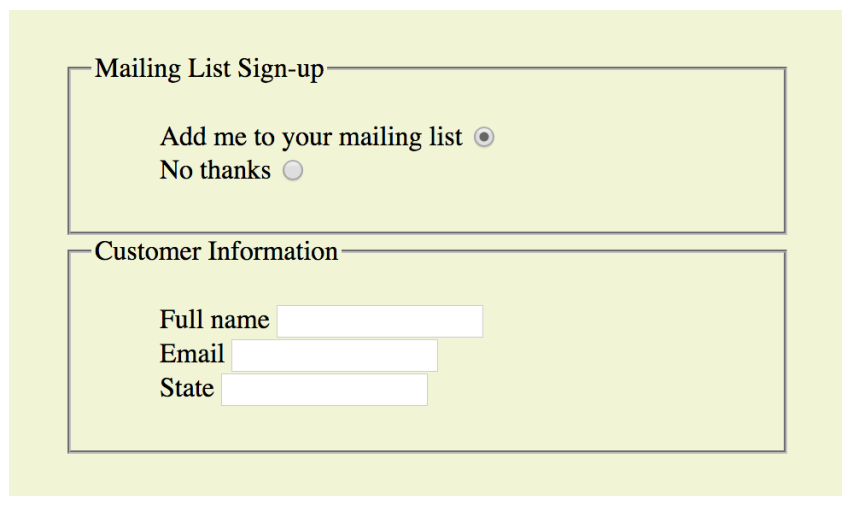 Mailing List Sign-up
Add me to your mailing list
No thanks
Customer Information
Full name
Email
State